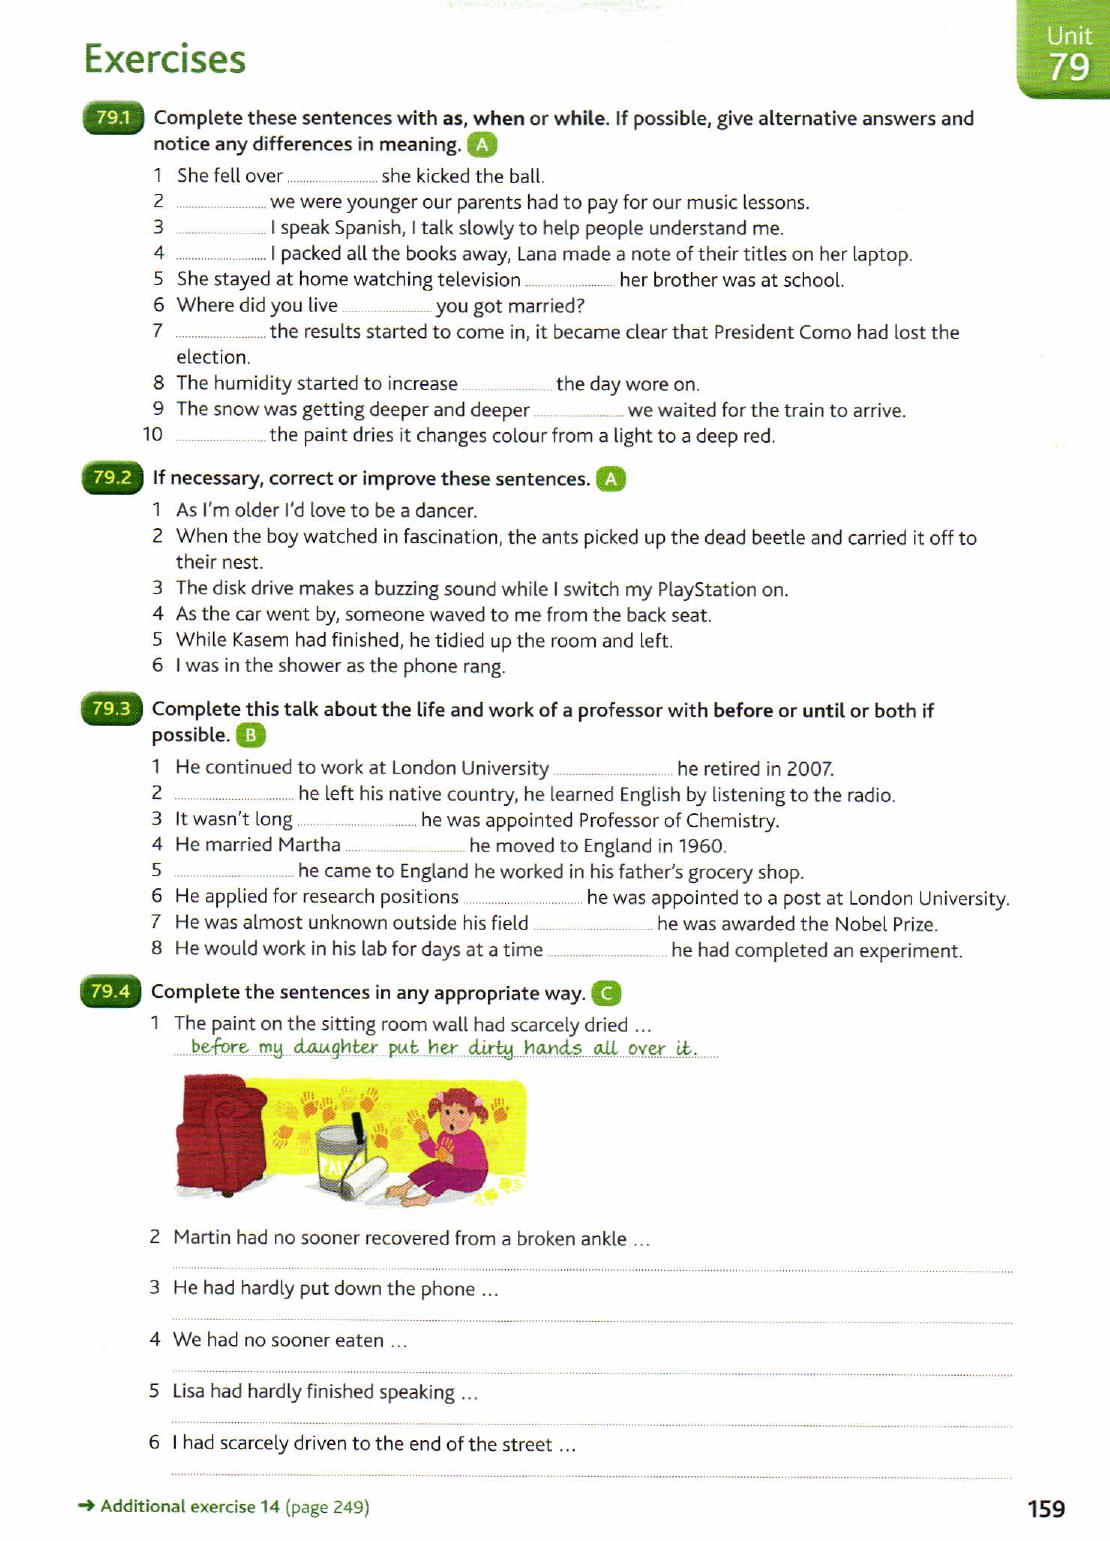 Unit
79
Exercises
79.1 Complete these sentences with as, when or while. If possible, give alternative answers and
notice any differences in meaning. A
1 She fell over .......................... she kicked the ball.
2 .......................... we were younger our parents had to pay for our music lessons.
3 .......................... I speak Spanish, I talk slowly to help people understand me.
4 .......................... I packed all the books away, Lana made a note of their titles on her laptop.
5 She stayed at home watching television .......................... her brother was at school.
6 Where did you live .......................... you got married?
7 .......................... the results started to come in, it became clear that President Como had lost the
election.
8 The humidity started to increase .......................... the day wore on.
9 The snow was getting deeper and deeper .......................... we waited for the train to arrive.
10 .......................... the paint dries it changes colour from a light to a deep red.
79.2 If necessary, correct or improve these sentences. A
1 As I'm older I'd love to be a dancer.
2 When the boy watched in fascination, the ants picked up the dead beetle and carried it off to
their nest.
3 The disk drive makes a buzzing sound while I switch my PlayStation on.
4 As the car went by, someone waved to me from the back seat.
5 While Kasem had finished, he tidied up the room and left.
6 I was in the shower as the phone rang.
79.3 Complete this talk about the life and work of a professor with before or until or both if
possible. B
1 He continued to work at London University .................................. he retired in 2007.
2 .................................. he left his native country, he learned English by listening to the radio.
3 It wasn't long .................................. he was appointed Professor of Chemistry.
4 He married Martha .................................. he moved to England in 1960.
5 .................................. he came to England he worked in his father's grocery shop.
6 He applied for research positions .................................. he was appointed to a post at London University.
7 He was almost unknown outside his field .................................. he was awarded the Nobel Prize.
8 He would work in his lab for days at a time .................................. he had completed an experiment.
79.4 Complete the sentences in any appropriate way. C
1 The paint on the sitting room wall had scarcely dried ...
before my daughter put her dirty hands all over it.
PAINT
2 Martin had no sooner recovered from a broken ankle ...
3 He had hardly put down the phone ...
4 We had no sooner eaten ...
5 Lisa had hardly finished speaking ...
6 I had scarcely driven to the end of the street ...
➜ Additional exercise 14 (page 249)
159